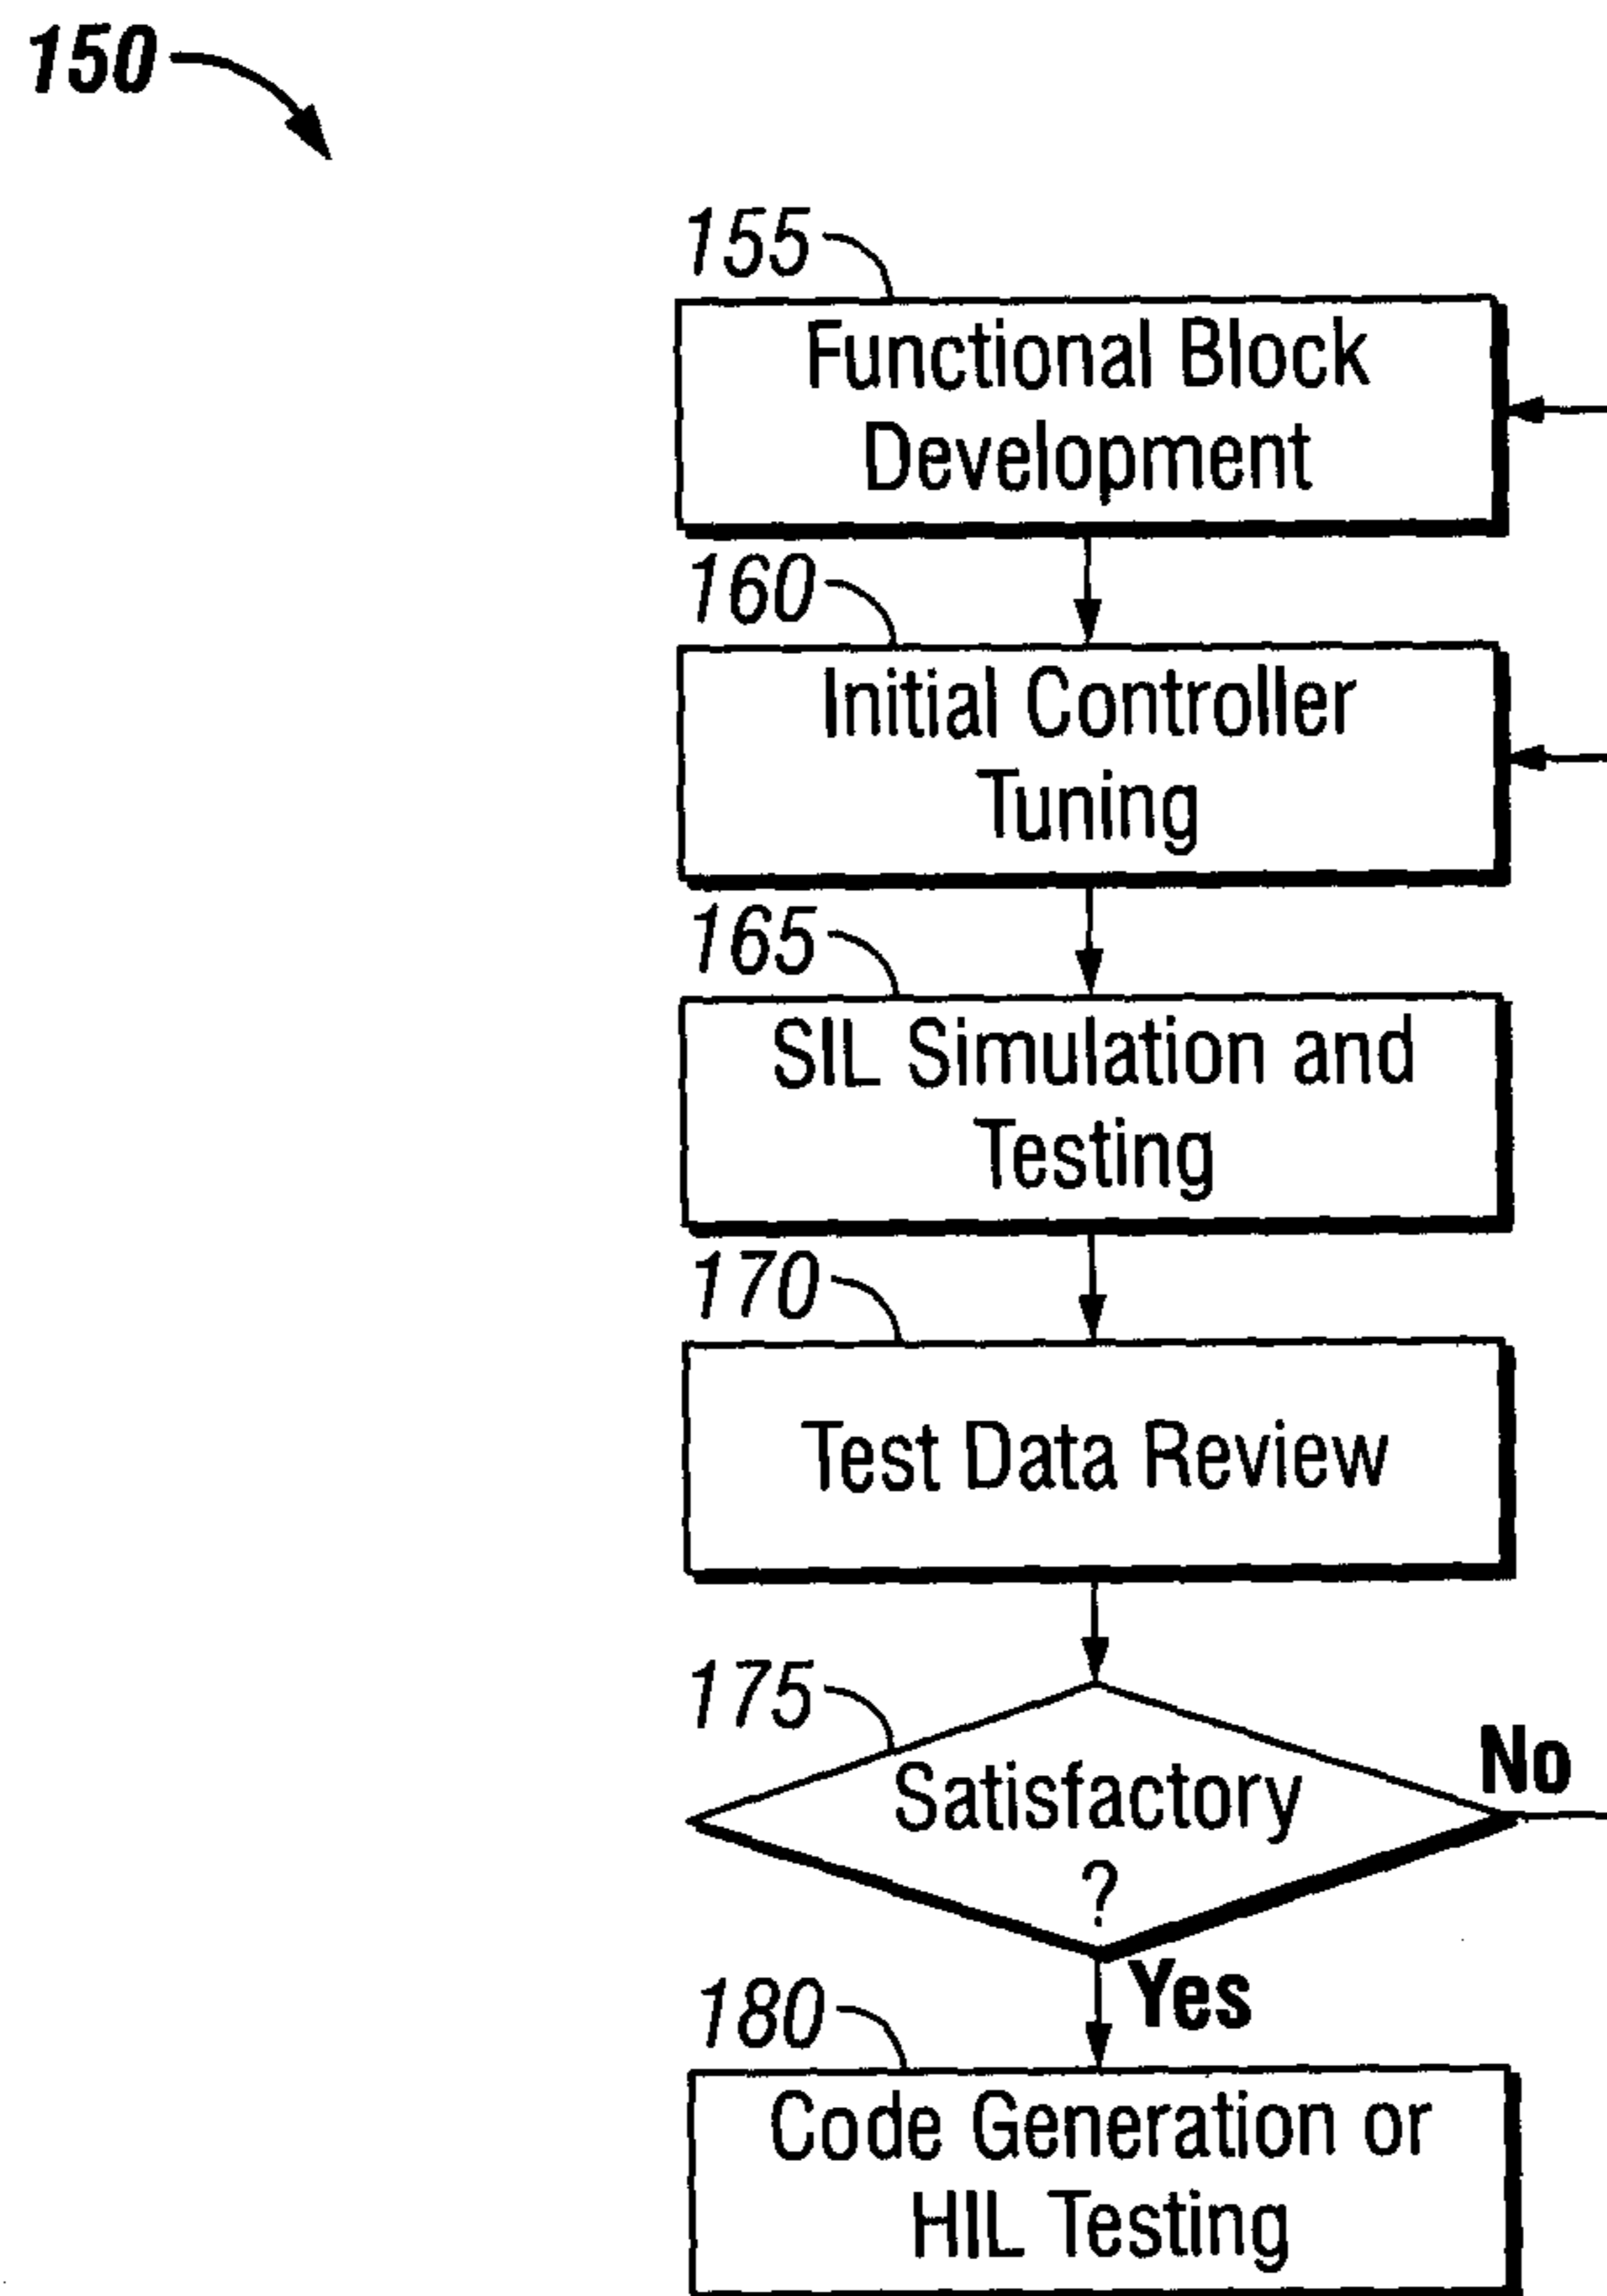 150
155
Functional Block
Development
160
Initial Controller
Tuning
165
SIL Simulation and
Testing
170
Test Data Review
175
Satisfactory
?
No
Yes
180
Code Generation or
HIL Testing